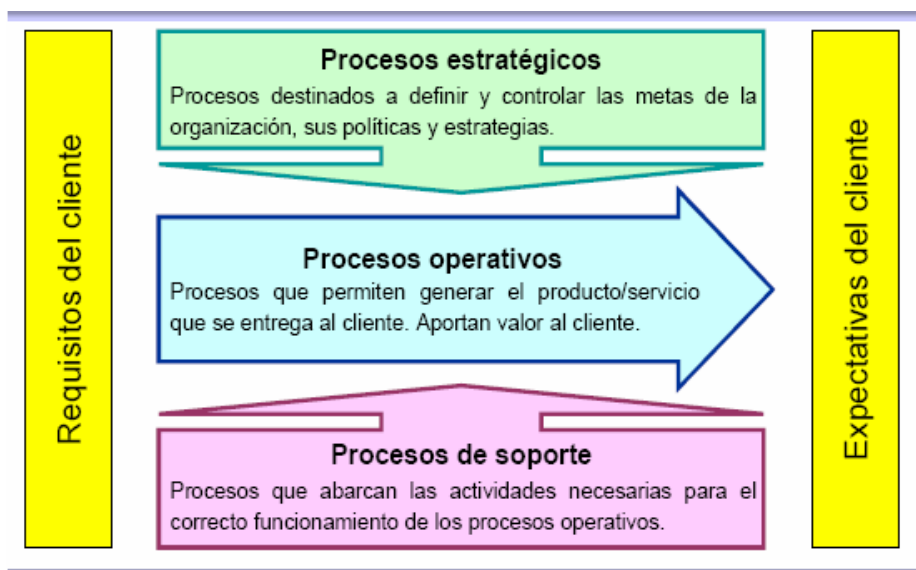 Requisitos del cliente
Procesos estratégicos
Procesos destinados a definir y controlar las metas de la
organización, sus políticas y estrategias.
Procesos operativos
Procesos que permiten generar el producto/servicio
que se entrega al cliente. Aportan valor al cliente.
Procesos de soporte
Procesos que abarcan las actividades necesarias para el
correcto funcionamiento de los procesos operativos.
Expectativas del cliente